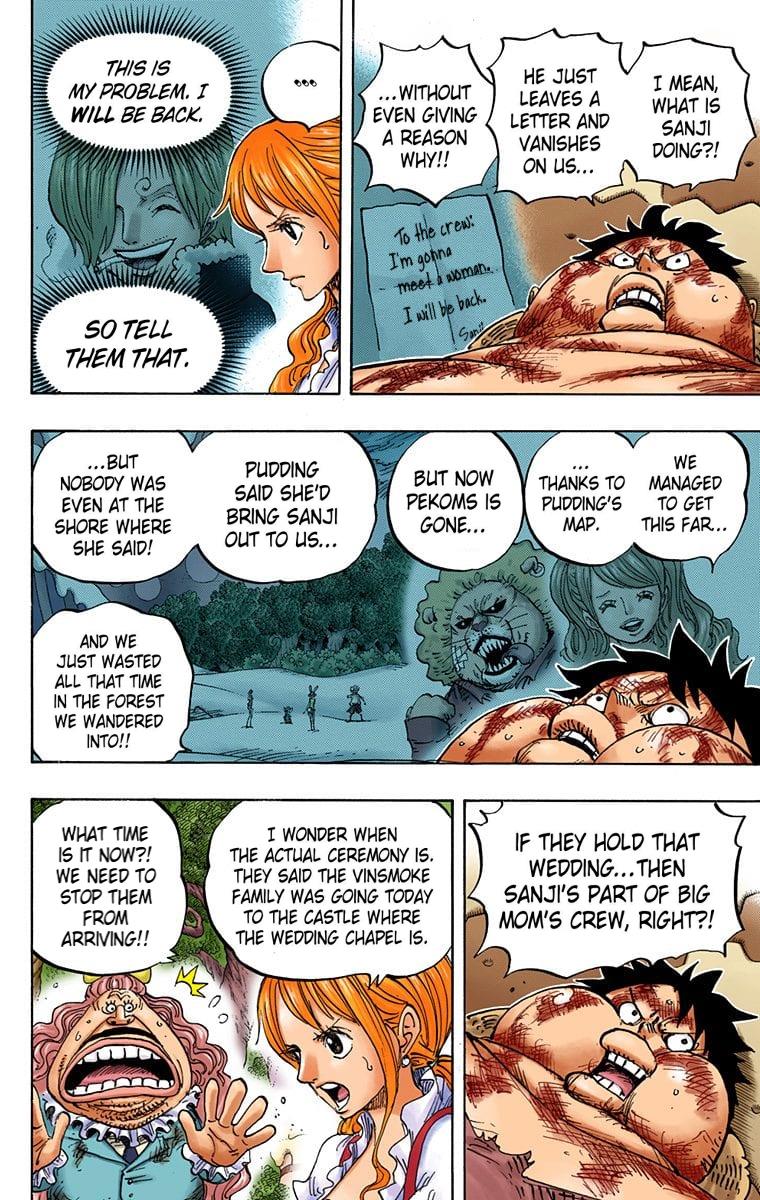 I MEAN,
WHAT IS
SANJI
DOING?!
HE JUST
LEAVES A
LETTER AND
VANISHES
ON US...
...WITHOUT
EVEN GIVING
A REASON
WHY!!
To the crew:
I'm gonna
meet a woman.
I will be back.
Sanji
...
THIS IS
MY PROBLEM. I
WILL BE BACK.
SO TELL
THEM THAT.
WE
MANAGED
TO GET
THIS FAR...
...
THANKS TO
PUDDING'S
MAP.
BUT NOW
PEKOMS IS
GONE...
PUDDING
SAID SHE'D
BRING SANJI
OUT TO US...
...BUT
NOBODY WAS
EVEN AT THE
SHORE WHERE
SHE SAID!
AND WE
JUST WASTED
ALL THAT TIME
IN THE FOREST
WE WANDERED
INTO!!
IF THEY HOLD THAT
WEDDING...THEN
SANJI'S PART OF BIG
MOM'S CREW, RIGHT?!
I WONDER WHEN
THE ACTUAL CEREMONY IS.
THEY SAID THE VINSMOKE
FAMILY WAS GOING TODAY
TO THE CASTLE WHERE
THE WEDDING CHAPEL IS.
WHAT TIME
IS IT NOW?!
WE NEED TO
STOP THEM
FROM
ARRIVING!!